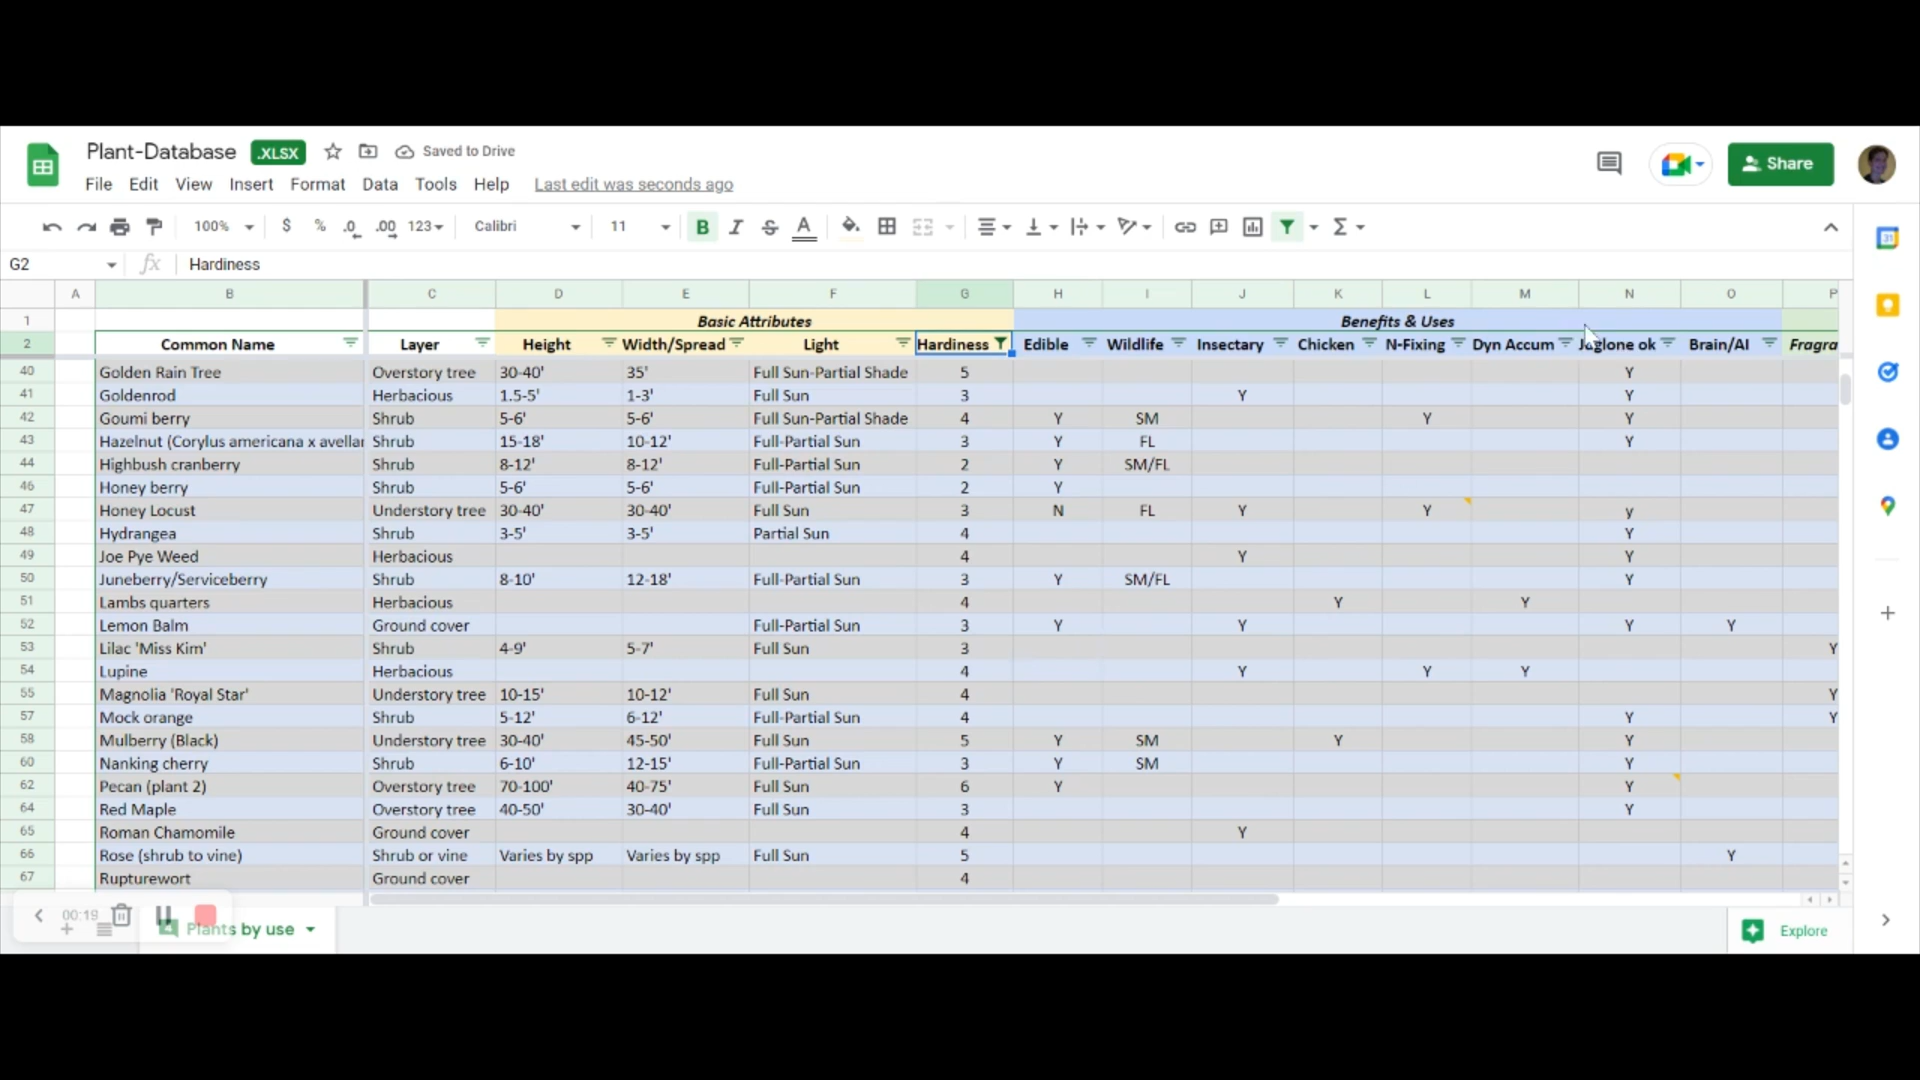 Plant-Database .XLSX Saved to Drive
File Edit View Insert Format Data Tools Help Last edit was seconds ago
Share
100% $ % .0 .00 123 Calibri 11 B I S A Σ
G2 fx Hardiness
A B C D E F G H I J K L M N O P
1 Basic Attributes Benefits & Uses
2 Common Name Layer Height Width/Spread Light Hardiness Edible Wildlife Insectary Chicken N-Fixing Dyn Accum Juglone ok Brain/AI Fragra
40 Golden Rain Tree Overstory tree 30-40' 35' Full Sun-Partial Shade 5 Y
41 Goldenrod Herbacious 1.5-5' 1-3' Full Sun 3 Y Y
42 Goumi berry Shrub 5-6' 5-6' Full Sun-Partial Shade 4 Y SM Y Y
43 Hazelnut (Corylus americana x avellar Shrub 15-18' 10-12' Full-Partial Sun 3 Y FL Y
44 Highbush cranberry Shrub 8-12' 8-12' Full-Partial Sun 2 Y SM/FL
46 Honey berry Shrub 5-6' 5-6' Full-Partial Sun 2 Y
47 Honey Locust Understory tree 30-40' 30-40' Full Sun 3 N FL Y Y y
48 Hydrangea Shrub 3-5' 3-5' Partial Sun 4 Y
49 Joe Pye Weed Herbacious 4 Y Y
50 Juneberry/Serviceberry Shrub 8-10' 12-18' Full-Partial Sun 3 Y SM/FL Y
51 Lambs quarters Herbacious 4 Y Y
52 Lemon Balm Ground cover Full-Partial Sun 3 Y Y Y Y
53 Lilac 'Miss Kim' Shrub 4-9' 5-7' Full Sun 3 Y
54 Lupine Herbacious 4 Y Y Y
55 Magnolia 'Royal Star' Understory tree 10-15' 10-12' Full Sun 4 Y
57 Mock orange Shrub 5-12' 6-12' Full-Partial Sun 4 Y Y
58 Mulberry (Black) Understory tree 30-40' 45-50' Full Sun 5 Y SM Y Y
60 Nanking cherry Shrub 6-10' 12-15' Full-Partial Sun 3 Y SM Y
62 Pecan (plant 2) Overstory tree 70-100' 40-75' Full Sun 6 Y Y
64 Red Maple Overstory tree 40-50' 30-40' Full Sun 3 Y
65 Roman Chamomile Ground cover 4 Y
66 Rose (shrub to vine) Shrub or vine Varies by spp Varies by spp Full Sun 5 Y
67 Rupturewort Ground cover 4
00:19
Plants by use
Explore